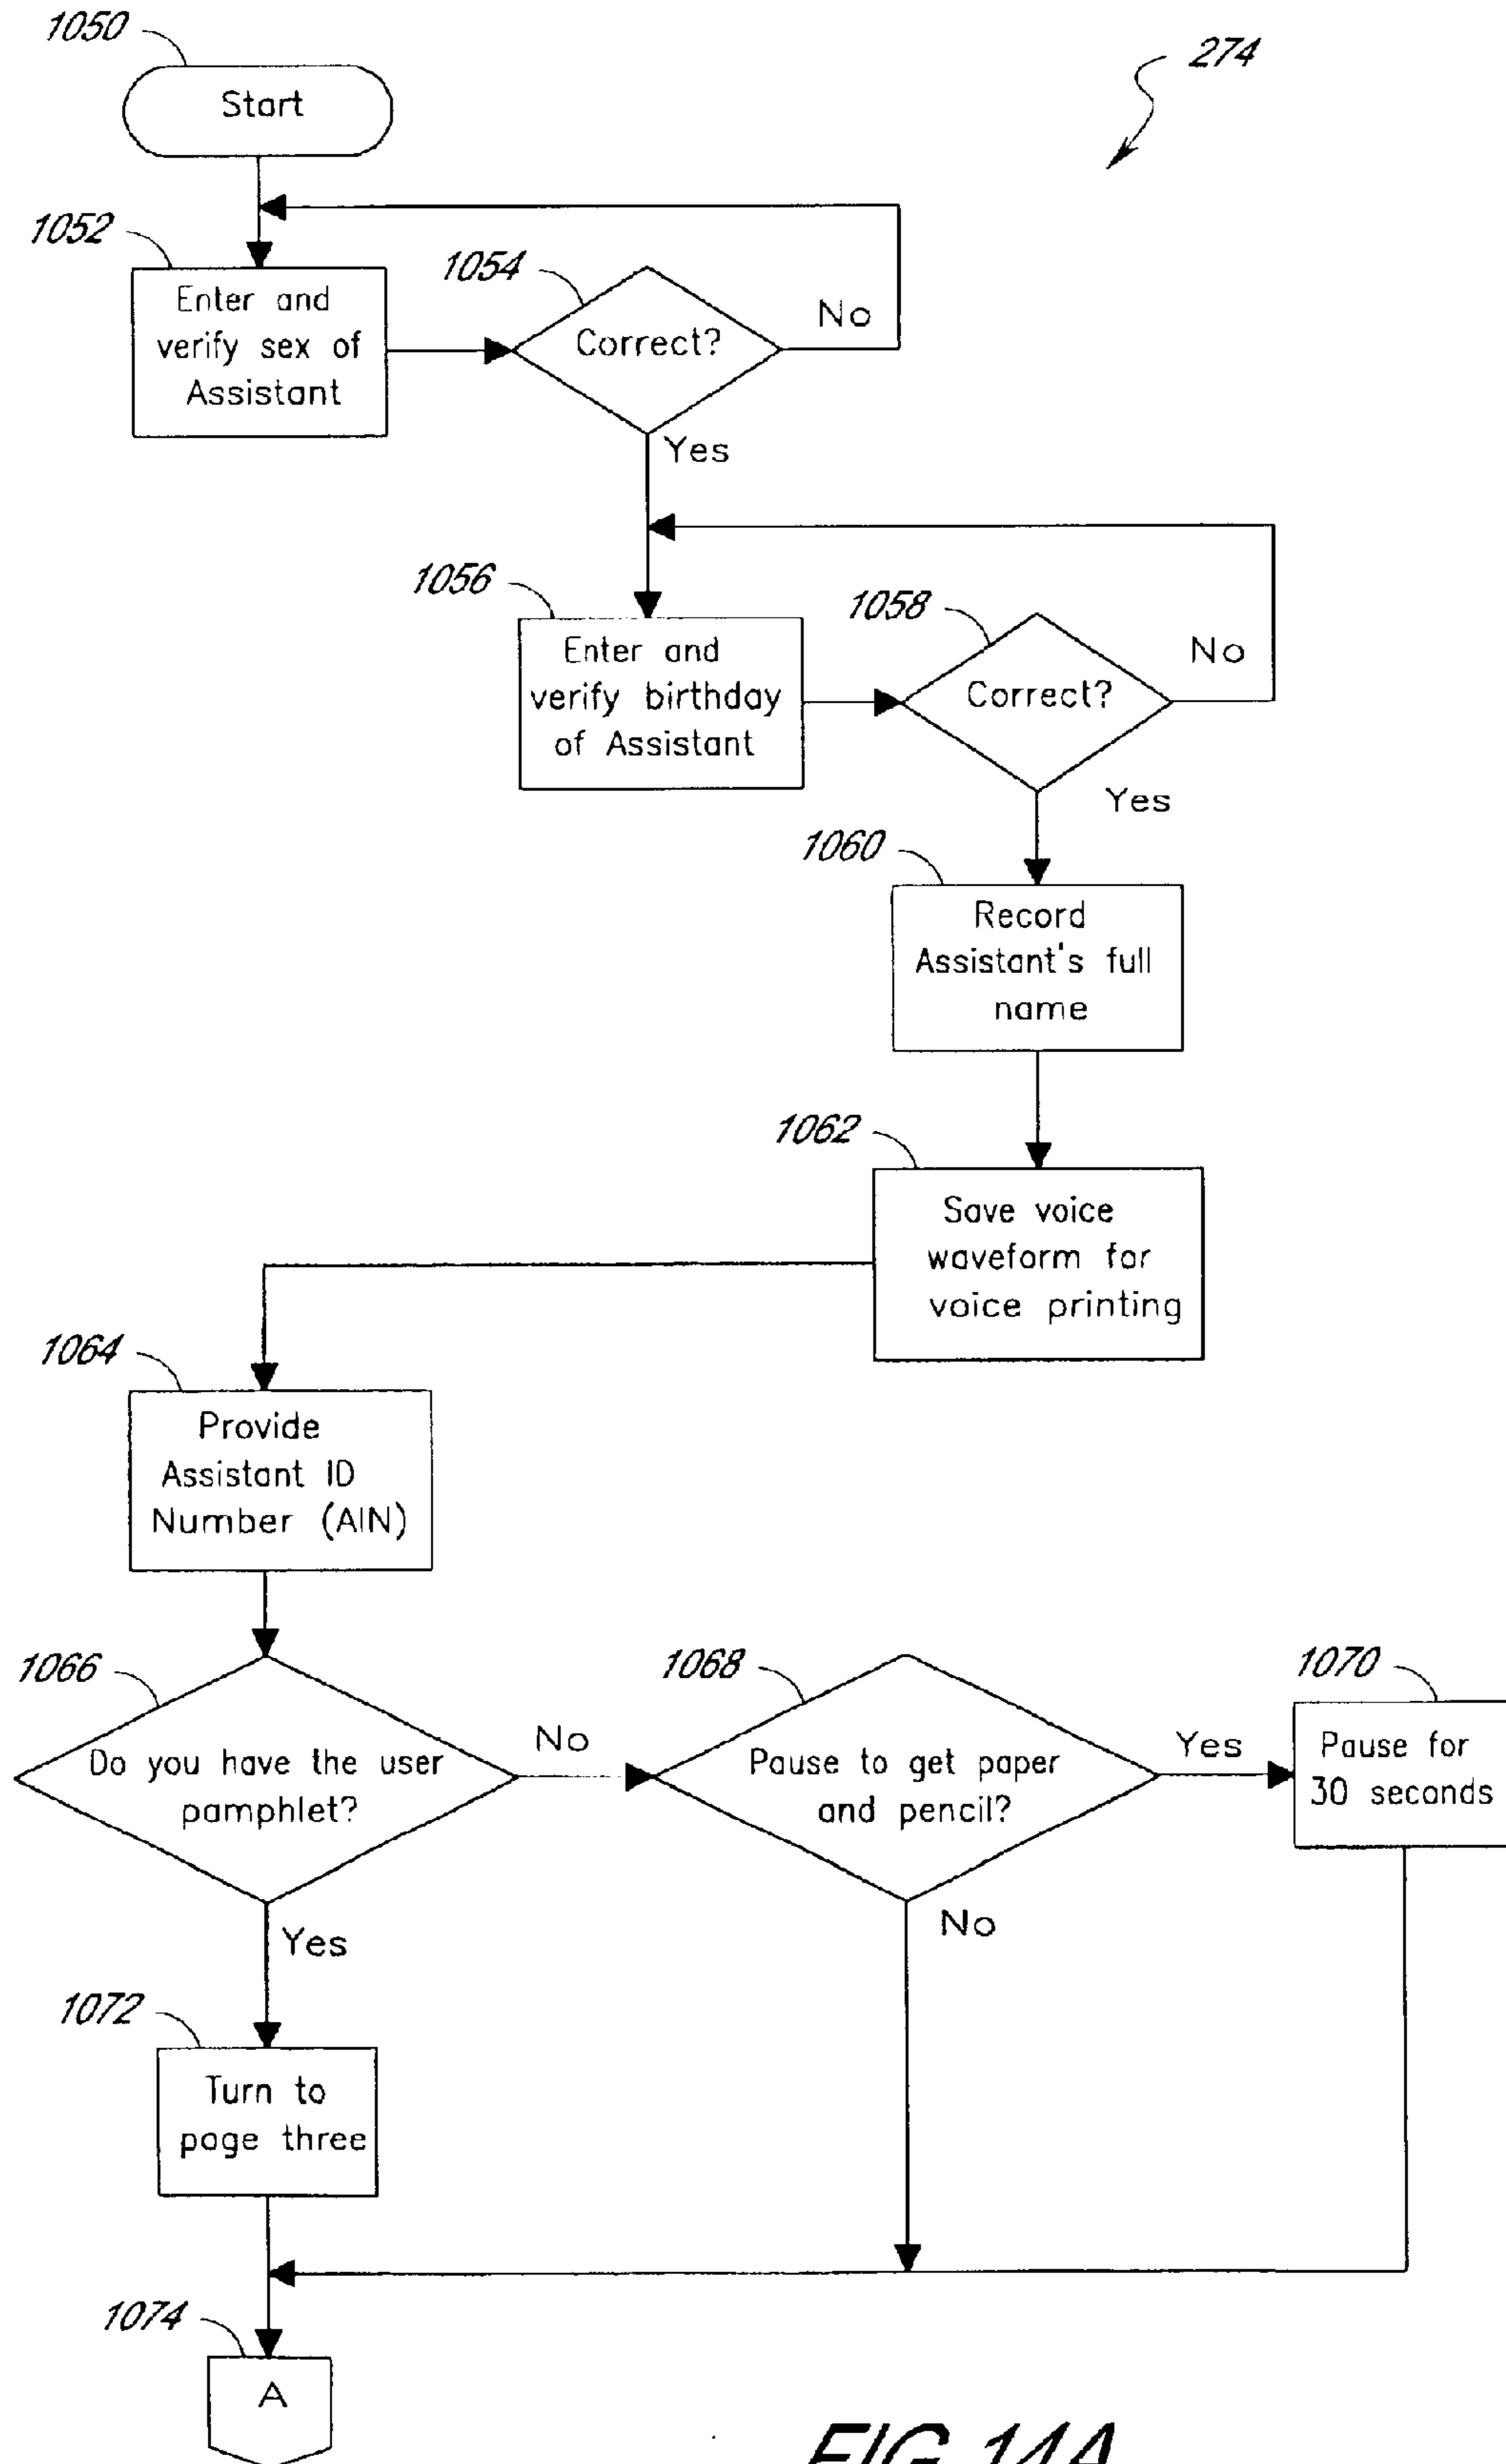 1050
274
Start
1052
1054
Enter and
verify sex of
Assistant
Correct?
No
Yes
1056
1058
Enter and
verify birthday
of Assistant
Correct?
No
Yes
1060
Record
Assistant's full
name
1062
Save voice
waveform for
voice printing
1064
Provide
Assistant ID
Number (AIN)
1066
Do you have the user
pamphlet?
No
1068
Pause to get paper
and pencil?
Yes
1070
Pause for
30 seconds
Yes
No
1072
Turn to
page three
1074
A
FIG. 14A